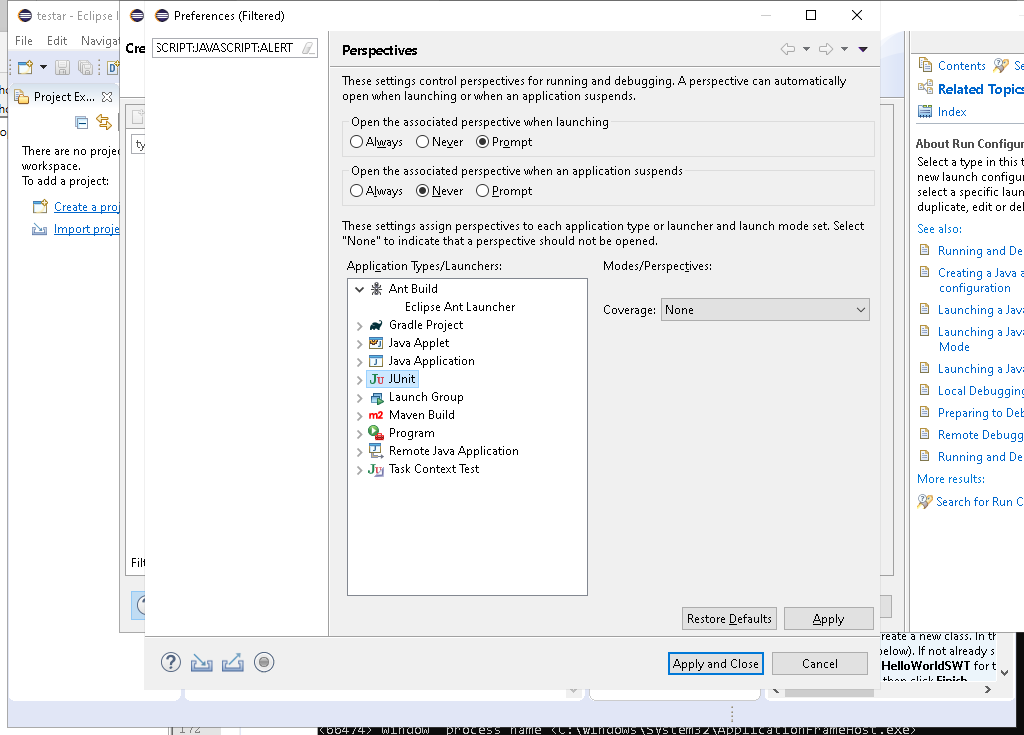 testar - Eclipse I
File Edit Navigat
Project Ex...
There are no projec
workspace.
To add a project:
Create a proj
Import proje
Cre
ty
Filt
Preferences (Filtered)
SCRIPT:JAVASCRIPT:ALERT
Perspectives
These settings control perspectives for running and debugging. A perspective can automatically
open when launching or when an application suspends.
Open the associated perspective when launching
Always Never Prompt
Open the associated perspective when an application suspends
Always Never Prompt
These settings assign perspectives to each application type or launcher and launch mode set. Select
"None" to indicate that a perspective should not be opened.
Application Types/Launchers:
Modes/Perspectives:
Ant Build
Eclipse Ant Launcher
Gradle Project
Java Applet
Java Application
JUnit
Launch Group
Maven Build
Program
Remote Java Application
Task Context Test
Coverage: None
Restore Defaults Apply
Apply and Close Cancel
Contents Se
Related Topics
Index
About Run Configur
Select a type in this t
new launch configur
select a specific laun
duplicate, edit or del
See also:
Running and De
Creating a Java a
configuration
Launching a Java
Launching a Java
Mode
Launching a Java
Local Debugging
Preparing to Deb
Remote Debugg
Running and De
More results:
Search for Run C
reate a new class. In th
below). If not already s
HelloWorldSWT for t
then click Finish.
172
<66474> window process name <C:\Windows\System32\ApplicationFrameHost.exe>